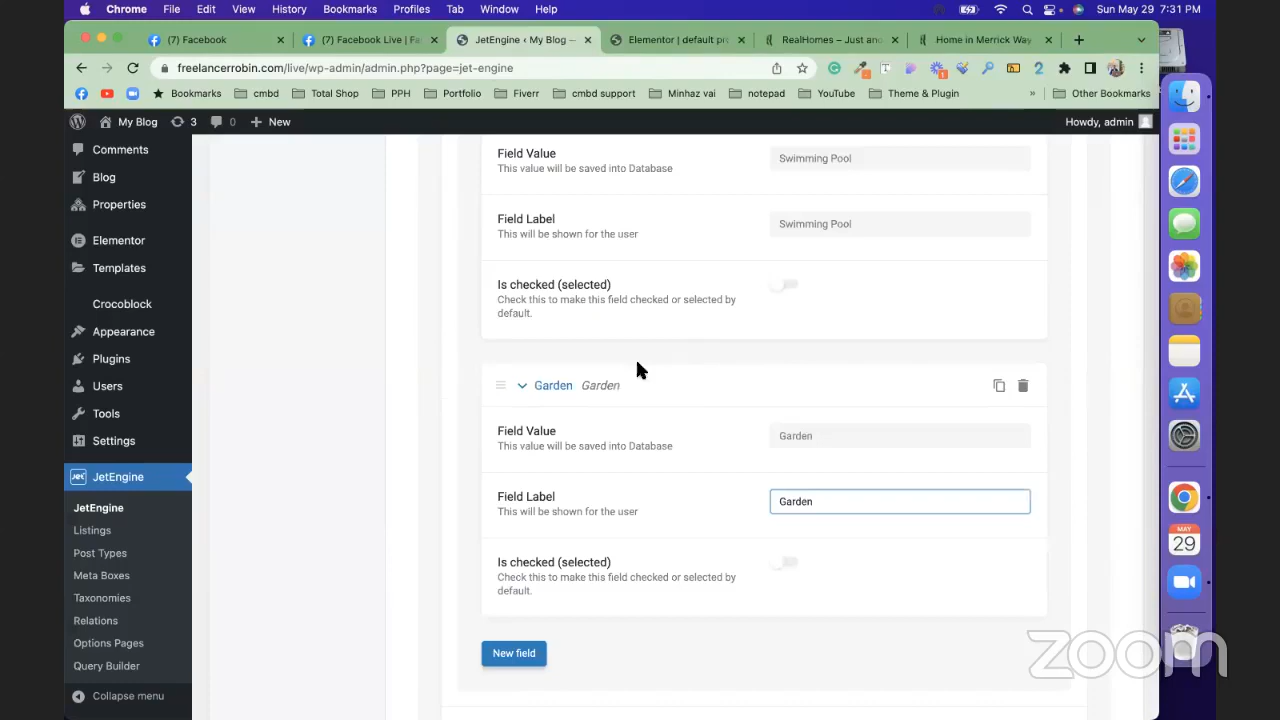 Chrome File Edit View History Bookmarks Profiles Tab Window Help Sun May 29 7:31 PM
(7) Facebook (7) Facebook Live | Fa JetEngine ‹ My Blog — Elementor | default pr RealHomes – Just and Home in Merrick Way
freelancerrobin.com/live/wp-admin/admin.php?page=jet-engine
Bookmarks cmbd Total Shop PPH Portfolio Fiverr cmbd support Minhaz vai notepad YouTube Theme & Plugin » Other Bookmarks
My Blog 3 0 New Howdy, admin
Comments
Blog
Properties
Elementor
Templates
Crocoblock
Appearance
Plugins
Users
Tools
Settings
JetEngine
JetEngine
Listings
Post Types
Meta Boxes
Taxonomies
Relations
Options Pages
Query Builder
Collapse menu
Field Value
This value will be saved into Database
Swimming Pool
Field Label
This will be shown for the user
Swimming Pool
Is checked (selected)
Check this to make this field checked or selected by
default.
Garden Garden
Field Value
This value will be saved into Database
Garden
Field Label
This will be shown for the user
Garden
Is checked (selected)
Check this to make this field checked or selected by
default.
New field
MAY
29
zoom